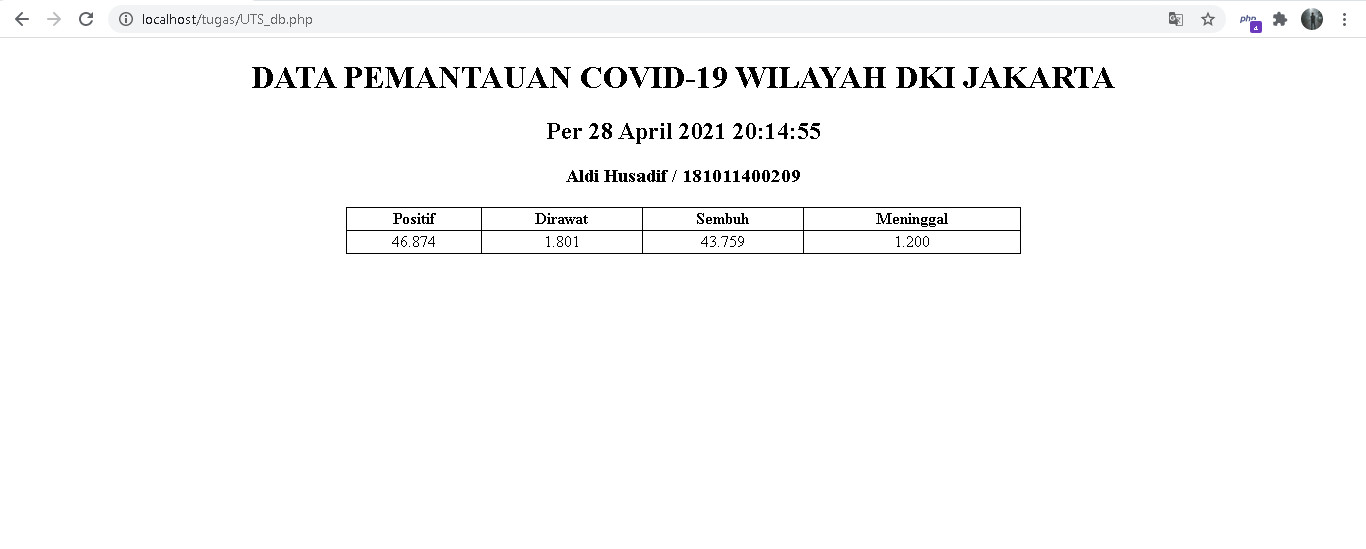 localhost/tugas/UTS_db.php
php
4
DATA PEMANTAUAN COVID-19 WILAYAH DKI JAKARTA
Per 28 April 2021 20:14:55
Aldi Husadif / 181011400209
Positif Dirawat Sembuh Meninggal
46.874 1.801 43.759 1.200